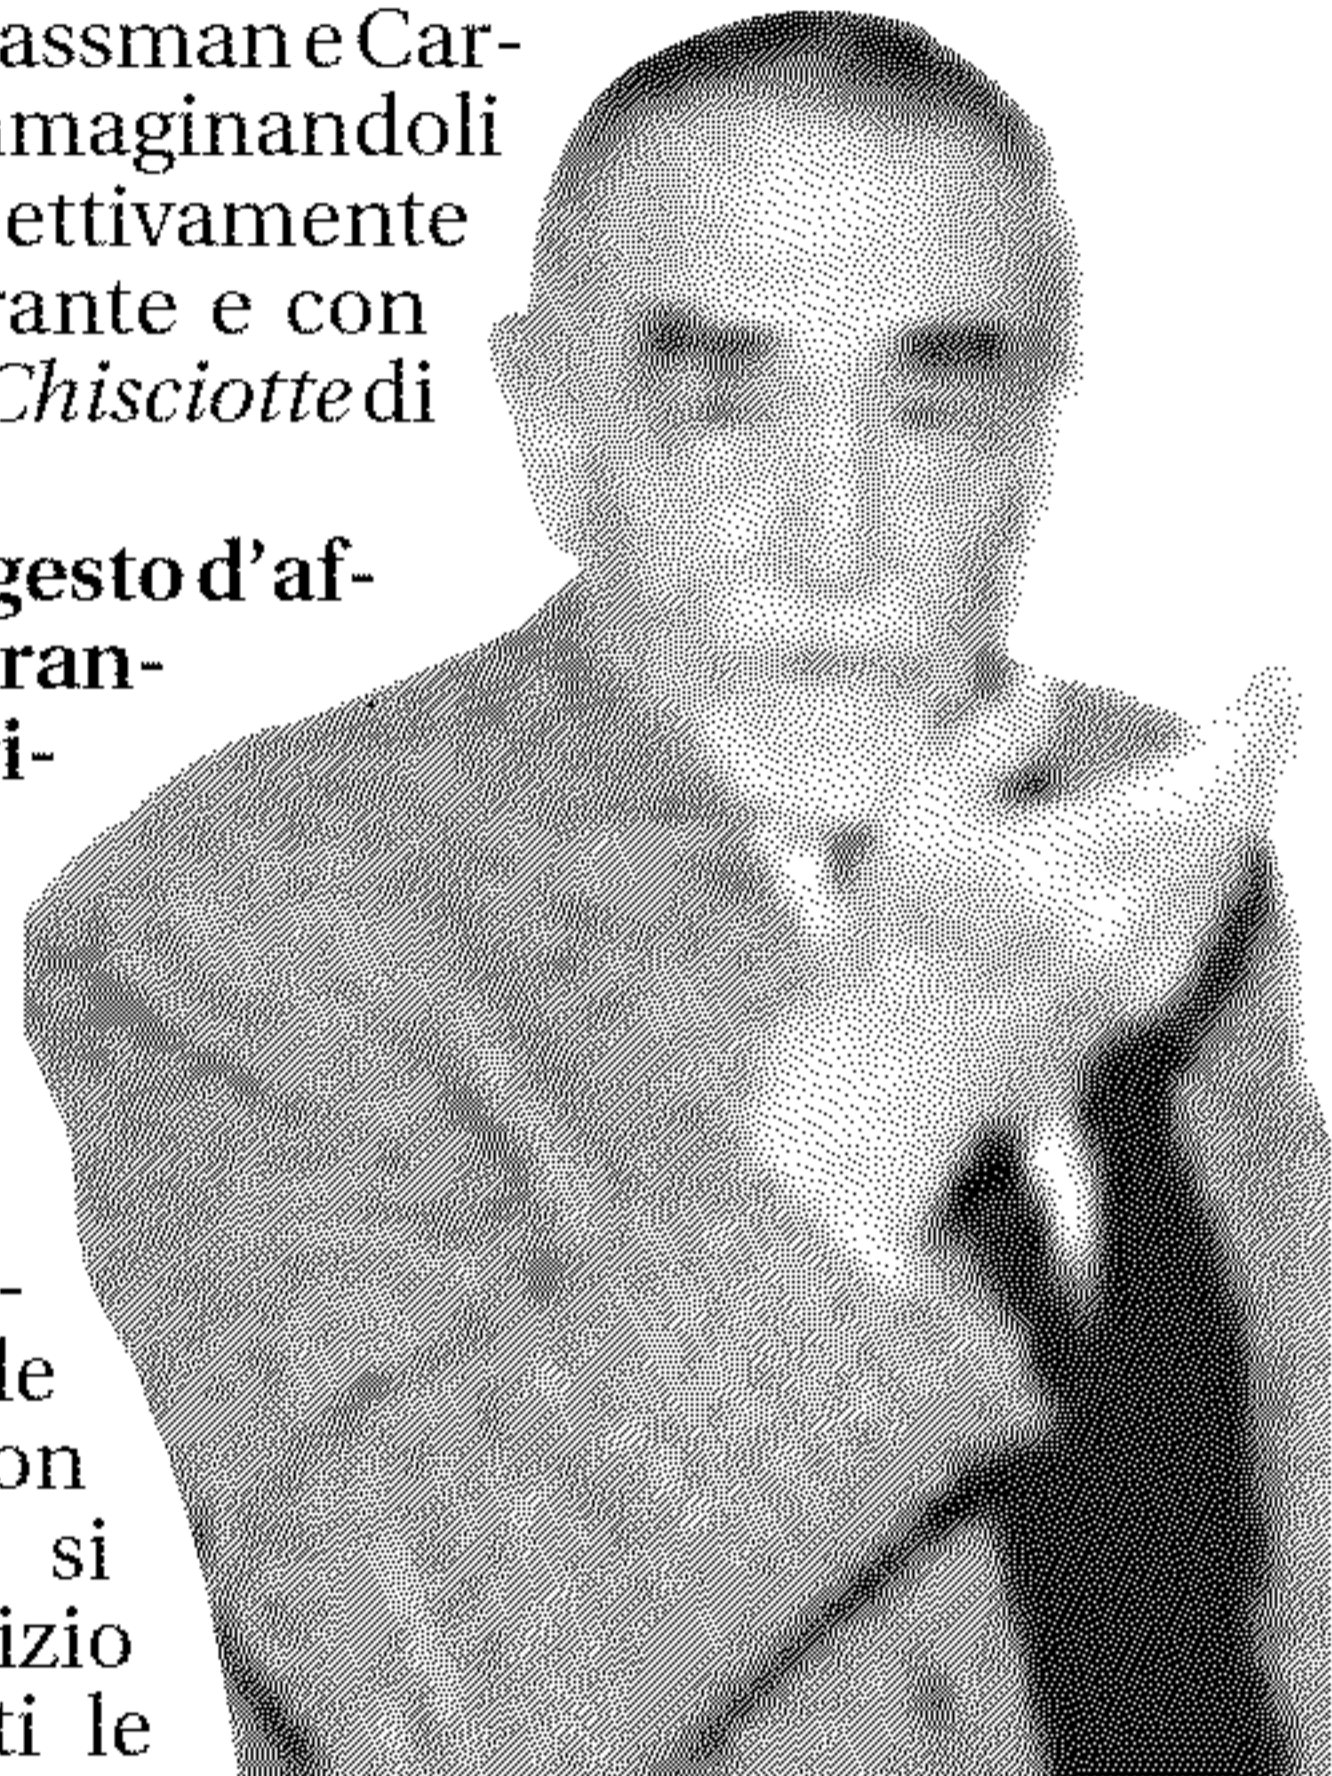 assman e Car-
maginandoli
ettivamente
rante e con
Chisciotte di
gesto d’af-
ran-
i-
-
le
on
si
izio
ti le